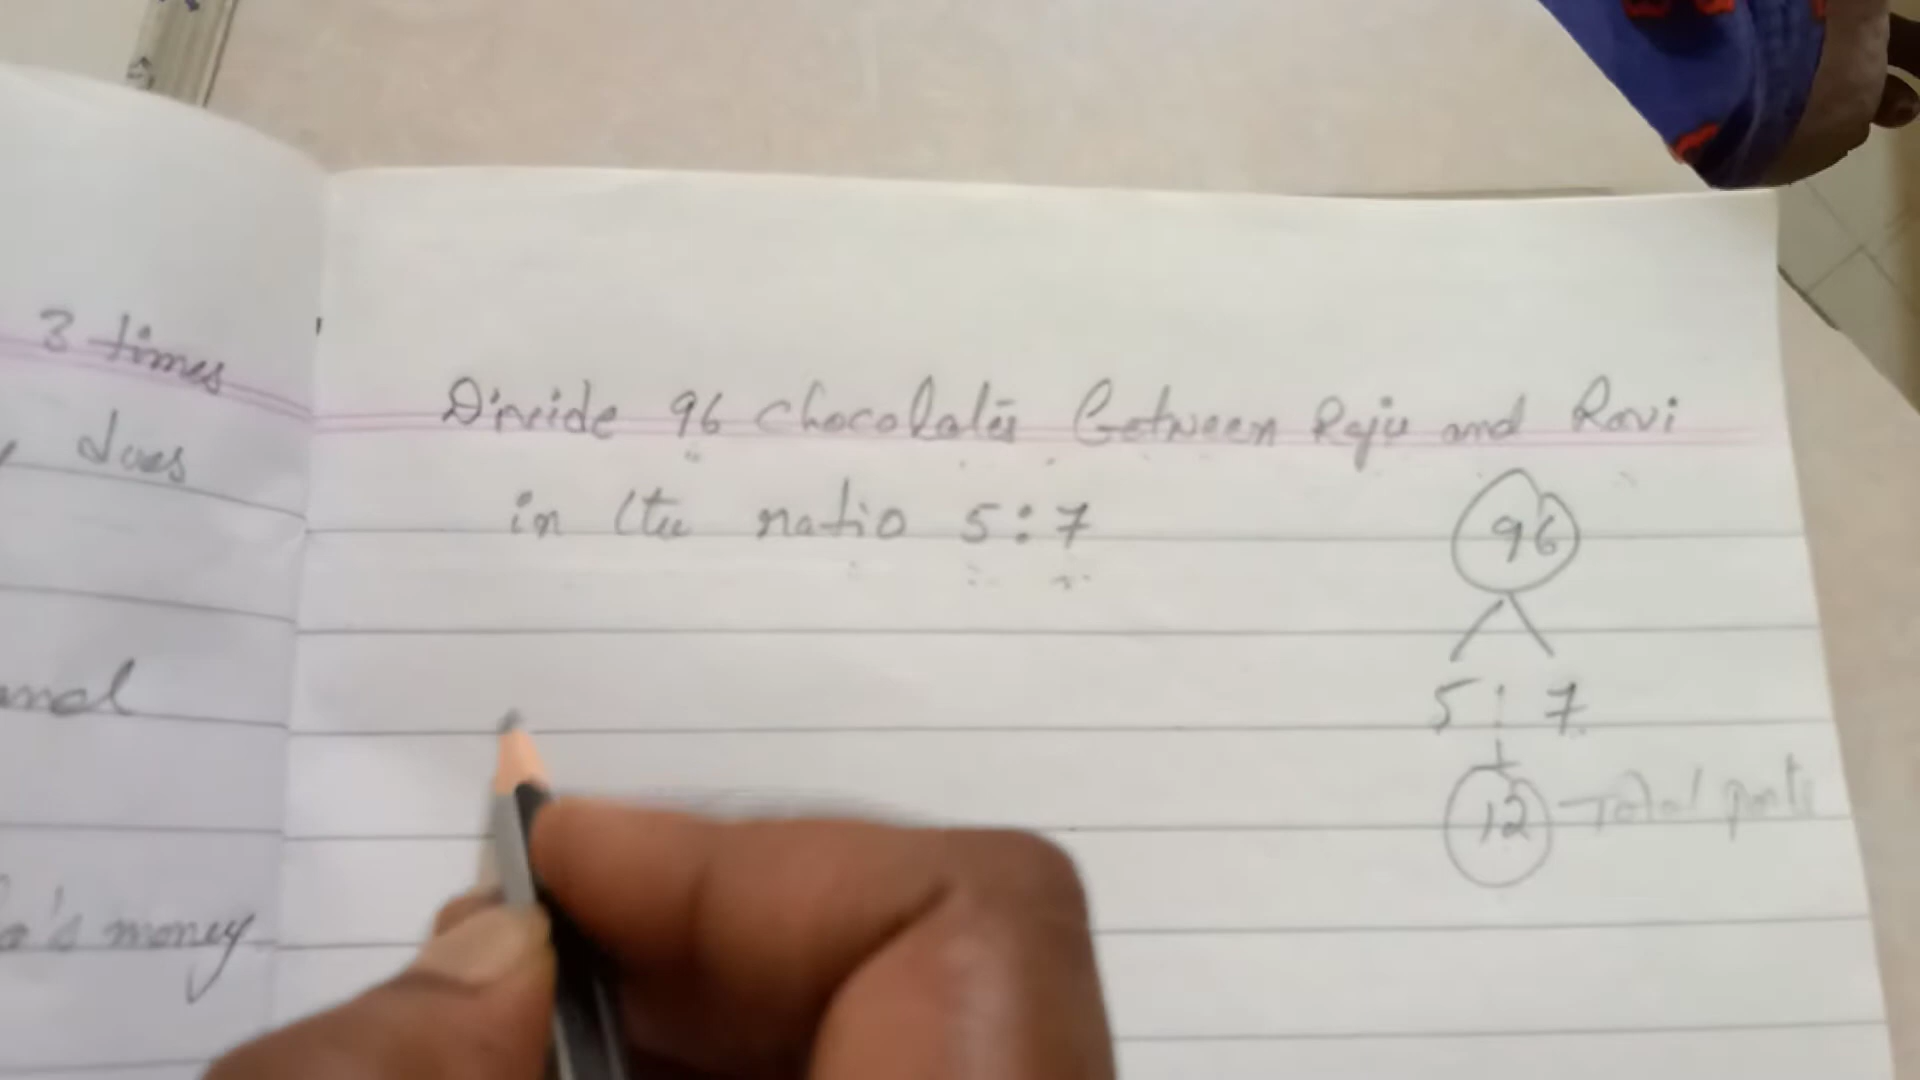 3 times
does
and
's money
Divide 96 chocolates between Raju and Ravi
in the ratio 5:7
96
5 : 7
12 - Total parts